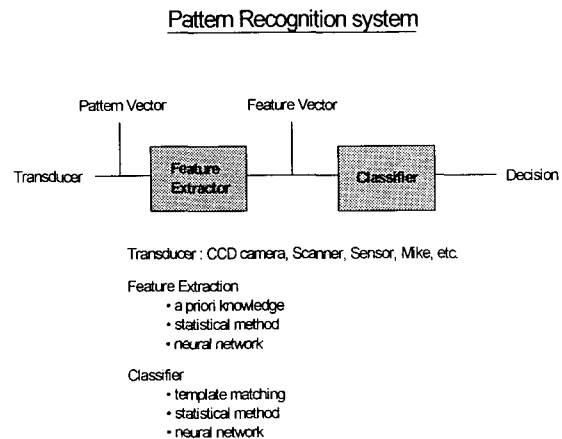 Pattern Recognition system
Pattern Vector
Feature Vector
Transducer
Feature
Extractor
Classifier
Decision
Transducer : CCD camera, Scanner, Sensor, Mike, etc.
Feature Extraction
• a priori knowledge
• statistical method
• neural network
Classifier
• template matching
• statistical method
• neural network